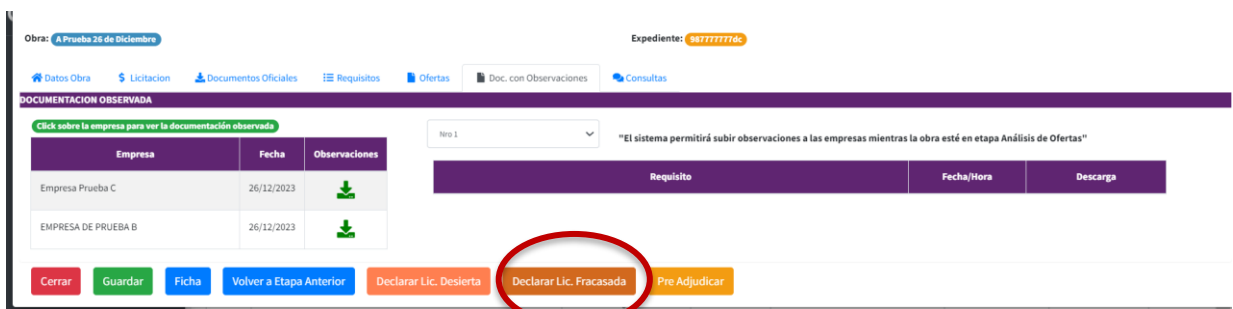 Obra: A Prueba 26 de Diciembre Expediente: 987777777dc
Datos Obra $ Licitacion Documentos Oficiales Requisitos Ofertas Doc. con Observaciones Consultas
DOCUMENTACION OBSERVADA
Click sobre la empresa para ver la documentación observada
Nro 1 "El sistema permitirá subir observaciones a las empresas mientras la obra esté en etapa Análisis de Ofertas"
Empresa Fecha Observaciones
Requisito Fecha/Hora Descarga
Empresa Prueba C 26/12/2023
EMPRESA DE PRUEBA B 26/12/2023
Cerrar Guardar Ficha Volver a Etapa Anterior Declarar Lic. Desierta Declarar Lic. Fracasada Pre Adjudicar